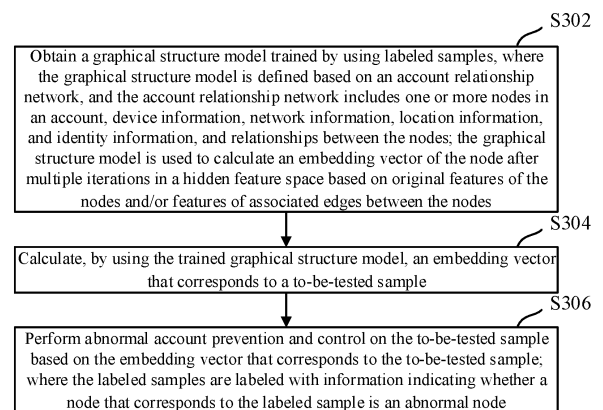 S302
Obtain a graphical structure model trained by using labeled samples, where
the graphical structure model is defined based on an account relationship
network, and the account relationship network includes one or more nodes in
an account, device information, network information, location information,
and identity information, and relationships between the nodes; the graphical
structure model is used to calculate an embedding vector of the node after
multiple iterations in a hidden feature space based on original features of the
nodes and/or features of associated edges between the nodes
S304
Calculate, by using the trained graphical structure model, an embedding vector
that corresponds to a to-be-tested sample
S306
Perform abnormal account prevention and control on the to-be-tested sample
based on the embedding vector that corresponds to the to-be-tested sample;
where the labeled samples are labeled with information indicating whether a
node that corresponds to the labeled sample is an abnormal node